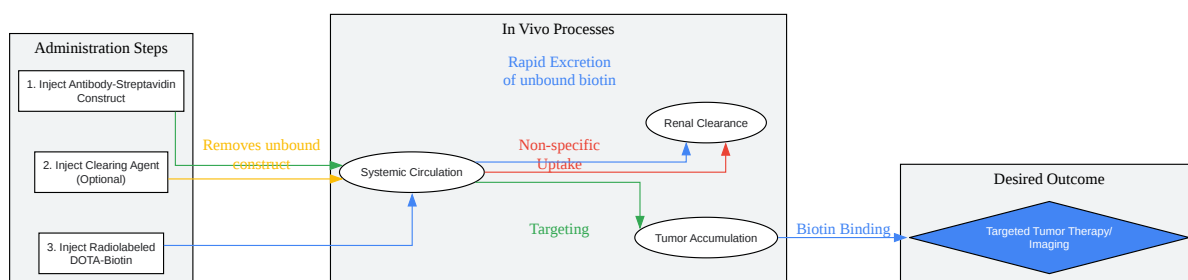 Administration Steps
1. Inject Antibody-Streptavidin
Construct
2. Inject Clearing Agent
(Optional)
3. Inject Radiolabeled
DOTA-Biotin
Removes unbound
construct
In Vivo Processes
Rapid Excretion
of unbound biotin
Renal Clearance
Non-specific
Uptake
Systemic Circulation
Targeting
Tumor Accumulation
Biotin Binding
Desired Outcome
Targeted Tumor Therapy/
Imaging